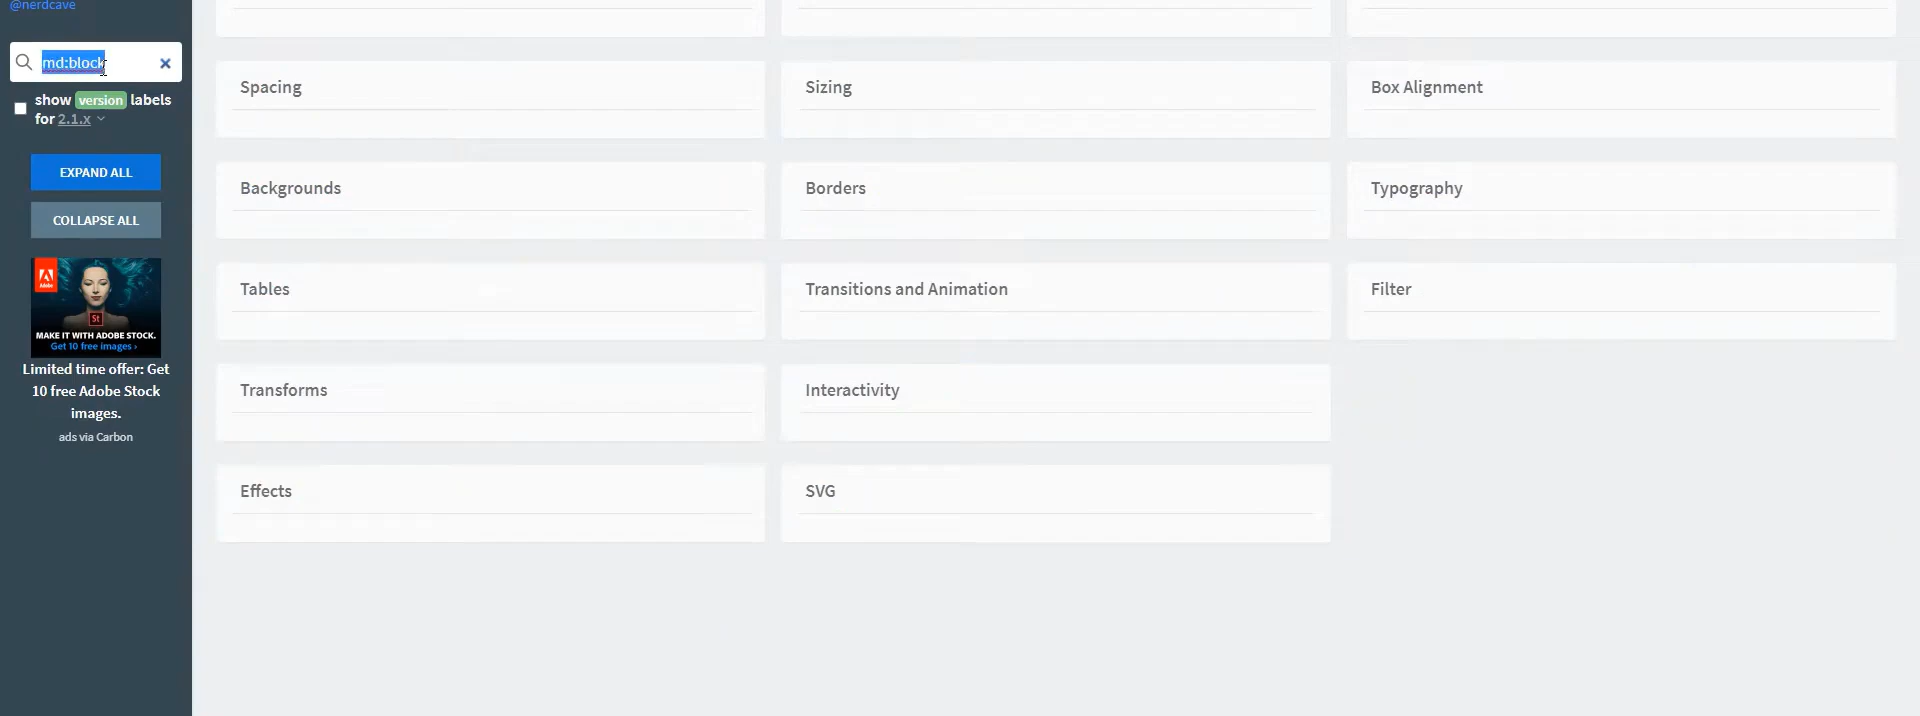 @nerdcave
md:block
show version labels
for 2.1.x
EXPAND ALL
COLLAPSE ALL
St
MAKE IT WITH ADOBE STOCK.
Get 10 free images ›
Limited time offer: Get
10 free Adobe Stock
images.
ads via Carbon
Spacing
Sizing
Box Alignment
Backgrounds
Borders
Typography
Tables
Transitions and Animation
Filter
Transforms
Interactivity
Effects
SVG